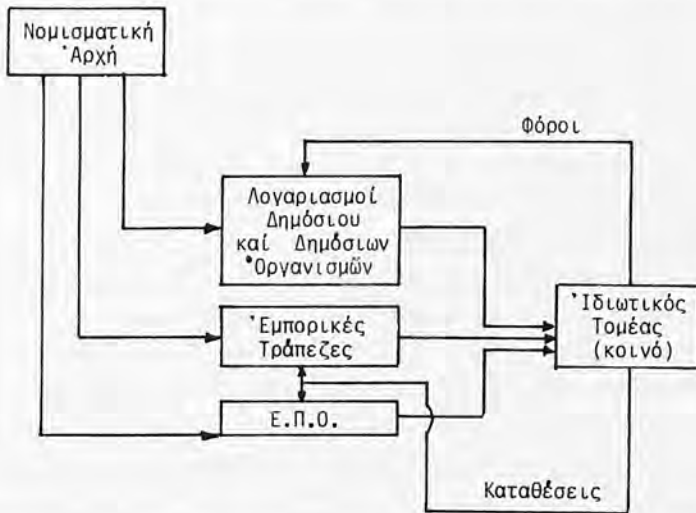 Νομισματική
Ἀρχή
Φόροι
Λογαριασμοί
Δημόσιου
καί Δημόσιων
Ὀργανισμῶν
Ἰδιωτικός
Τομέας
(κοινό)
Ἐμπορικές
Τράπεζες
Ε.Π.Ο.
Καταθέσεις